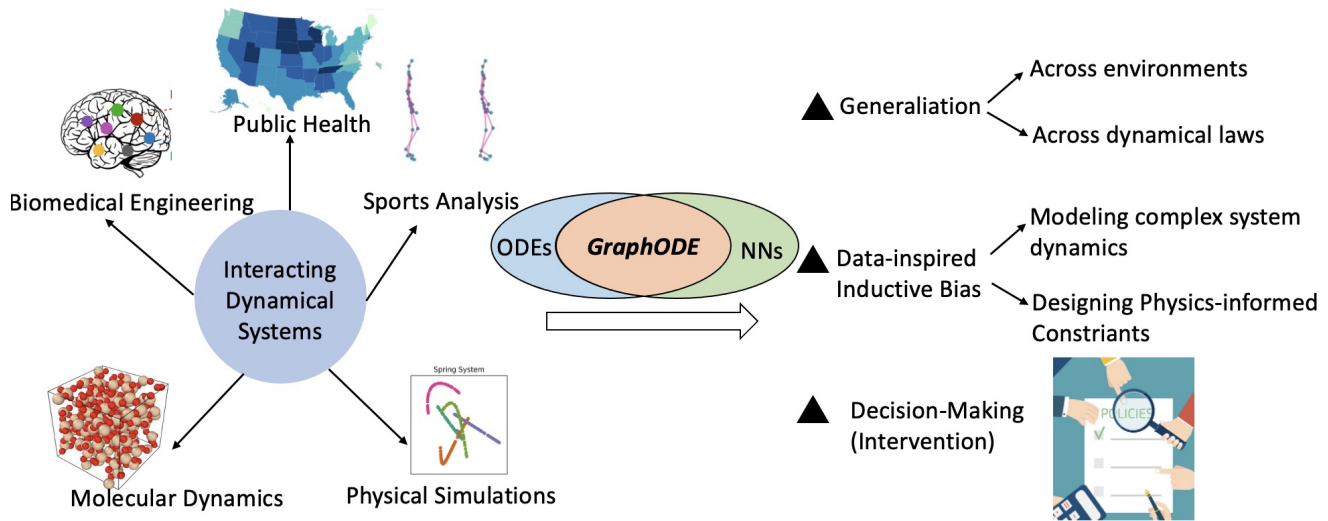 Public Health
Biomedical Engineering
Sports Analysis
Interacting
Dynamical
Systems
Molecular Dynamics
Spring System
Physical Simulations
ODEs
GraphODE
NNs
Generaliation
Across environments
Across dynamical laws
Data-inspired
Inductive Bias
Modeling complex system
dynamics
Designing Physics-informed
Constriants
Decision-Making
(Intervention)
POLICIES